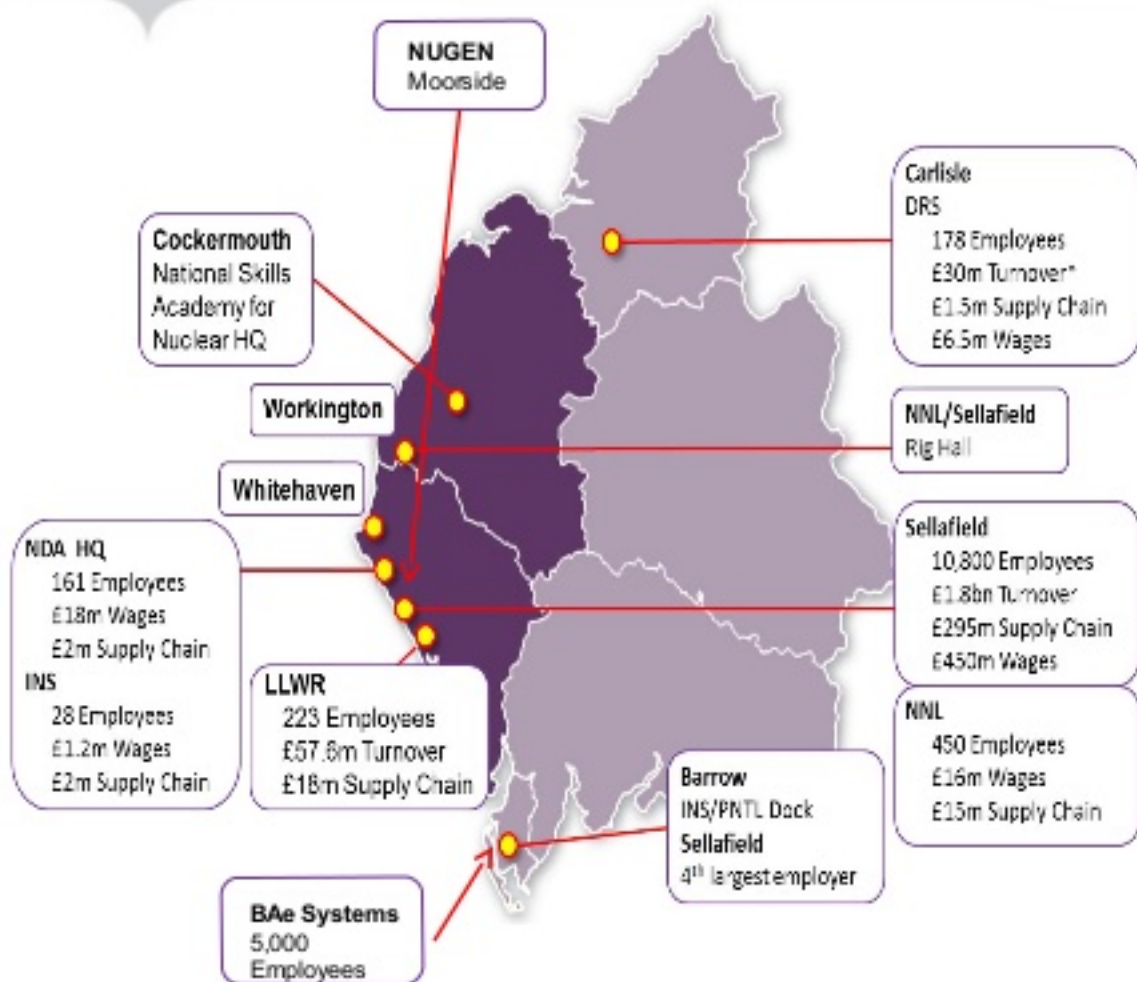 NUGEN
Moorside
Cockermouth
National Skills
Academy for
Nuclear HQ
Workington
Whitehaven
NDA HQ
161 Employees
£18m Wages
£2m Supply Chain
INS
28 Employees
£1.2m Wages
£2m Supply Chain
LLWR
223 Employees
£57.6m Turnover
£18m Supply Chain
BAe Systems
5,000
Employees
Carlisle
DRS
178 Employees
£30m Turnover*
£1.5m Supply Chain
£6.5m Wages
NNL/Sellafield
Rig Hall
Sellafield
10,800 Employees
£1.8bn Turnover
£295m Supply Chain
£450m Wages
NNL
450 Employees
£16m Wages
£15m Supply Chain
Barrow
INS/PNTL Dock
Sellafield
4th largest employer